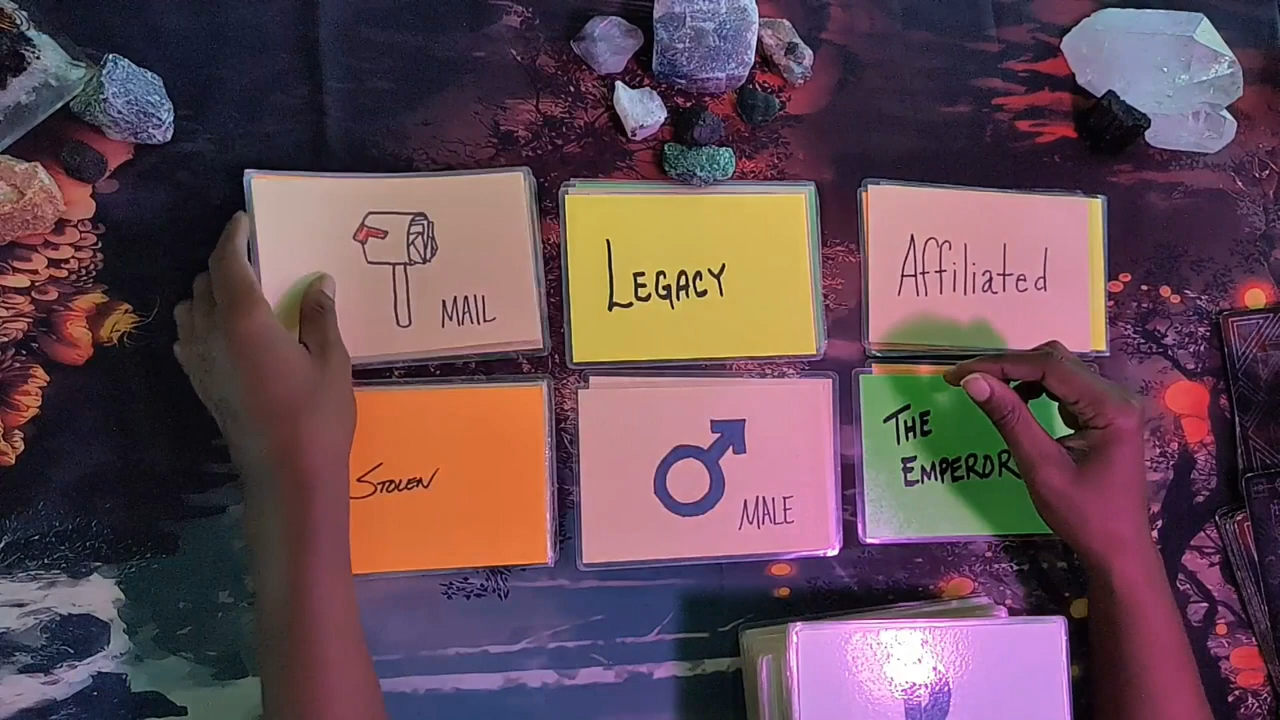 MAIL
LEGACY
Affiliated
STOLEN
MALE
THE
EMPEROR